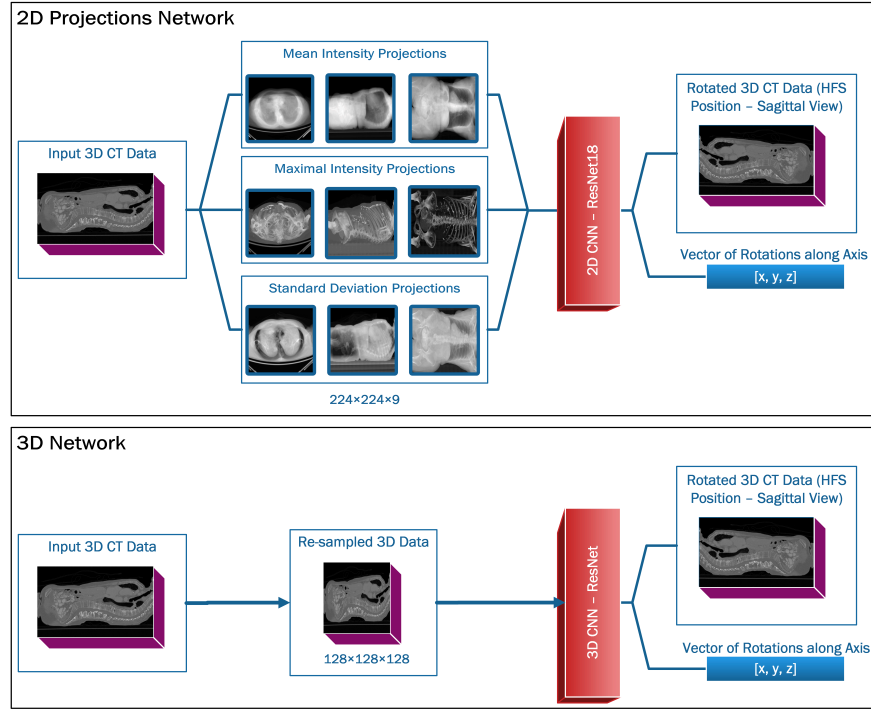 2D Projections Network
Mean Intensity Projections
Input 3D CT Data
Maximal Intensity Projections
Standard Deviation Projections
224×224×9
2D CNN – ResNet18
Rotated 3D CT Data (HFS
Position – Sagittal View)
Vector of Rotations along Axis
[x, y, z]
3D Network
Input 3D CT Data
Re-sampled 3D Data
128×128×128
3D CNN – ResNet
Rotated 3D CT Data (HFS
Position – Sagittal View)
Vector of Rotations along Axis
[x, y, z]